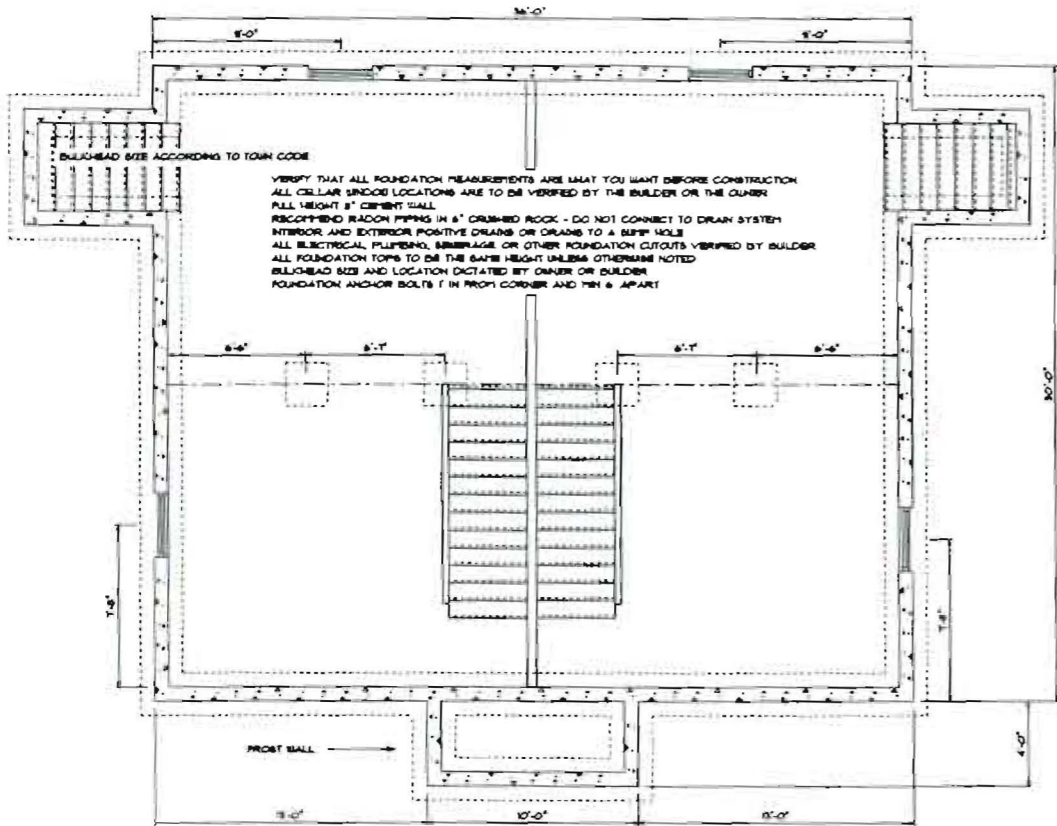 36'-0"
9'-0" 9'-0"
BULKHEAD SIZE ACCORDING TO TOWN CODE
VERIFY THAT ALL FOUNDATION MEASUREMENTS ARE WHAT YOU WANT BEFORE CONSTRUCTION
ALL CELLAR WINDOW LOCATIONS ARE TO BE VERIFIED BY THE BUILDER OR THE OWNER
FULL HEIGHT 8" CEMENT WALL
RECOMMEND RADON PIPING IN 6" CRUSHED ROCK - DO NOT CONNECT TO DRAIN SYSTEM
INTERIOR AND EXTERIOR POSITIVE DRAINS OR DRAINS TO A SUMP HOLE
ALL ELECTRICAL, PLUMBING, SEWERAGE, OR OTHER FOUNDATION CUTOUTS VERIFIED BY BUILDER
ALL FOUNDATION TOPS TO BE THE SAME HEIGHT UNLESS OTHERWISE NOTED
BULKHEAD SIZE AND LOCATION DICTATED BY OWNER OR BUILDER
FOUNDATION ANCHOR BOLTS 1' IN FROM CORNER AND MIN 6' APART
6'-6" 6'-7" 6'-7" 6'-6"
30'-0"
7'-8" 7'-8"
FROST WALL
4'-0"
13'-0" 10'-0" 13'-0"